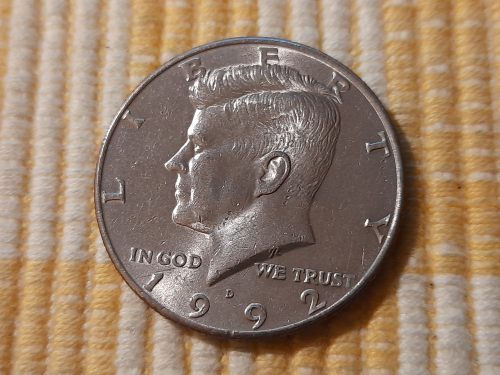 LIBERTY
IN GOD WE TRUST
D
1992